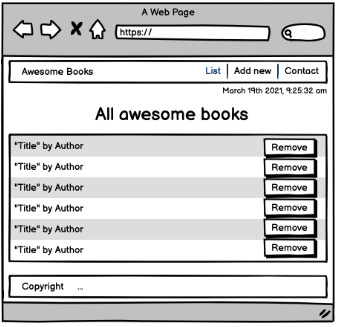 A Web Page
https://
Awesome Books List Add new Contact
March 19th 2021, 9:25:32 am
All awesome books
"Title" by Author Remove
"Title" by Author Remove
"Title" by Author Remove
"Title" by Author Remove
"Title" by Author Remove
"Title" by Author Remove
Copyright ...